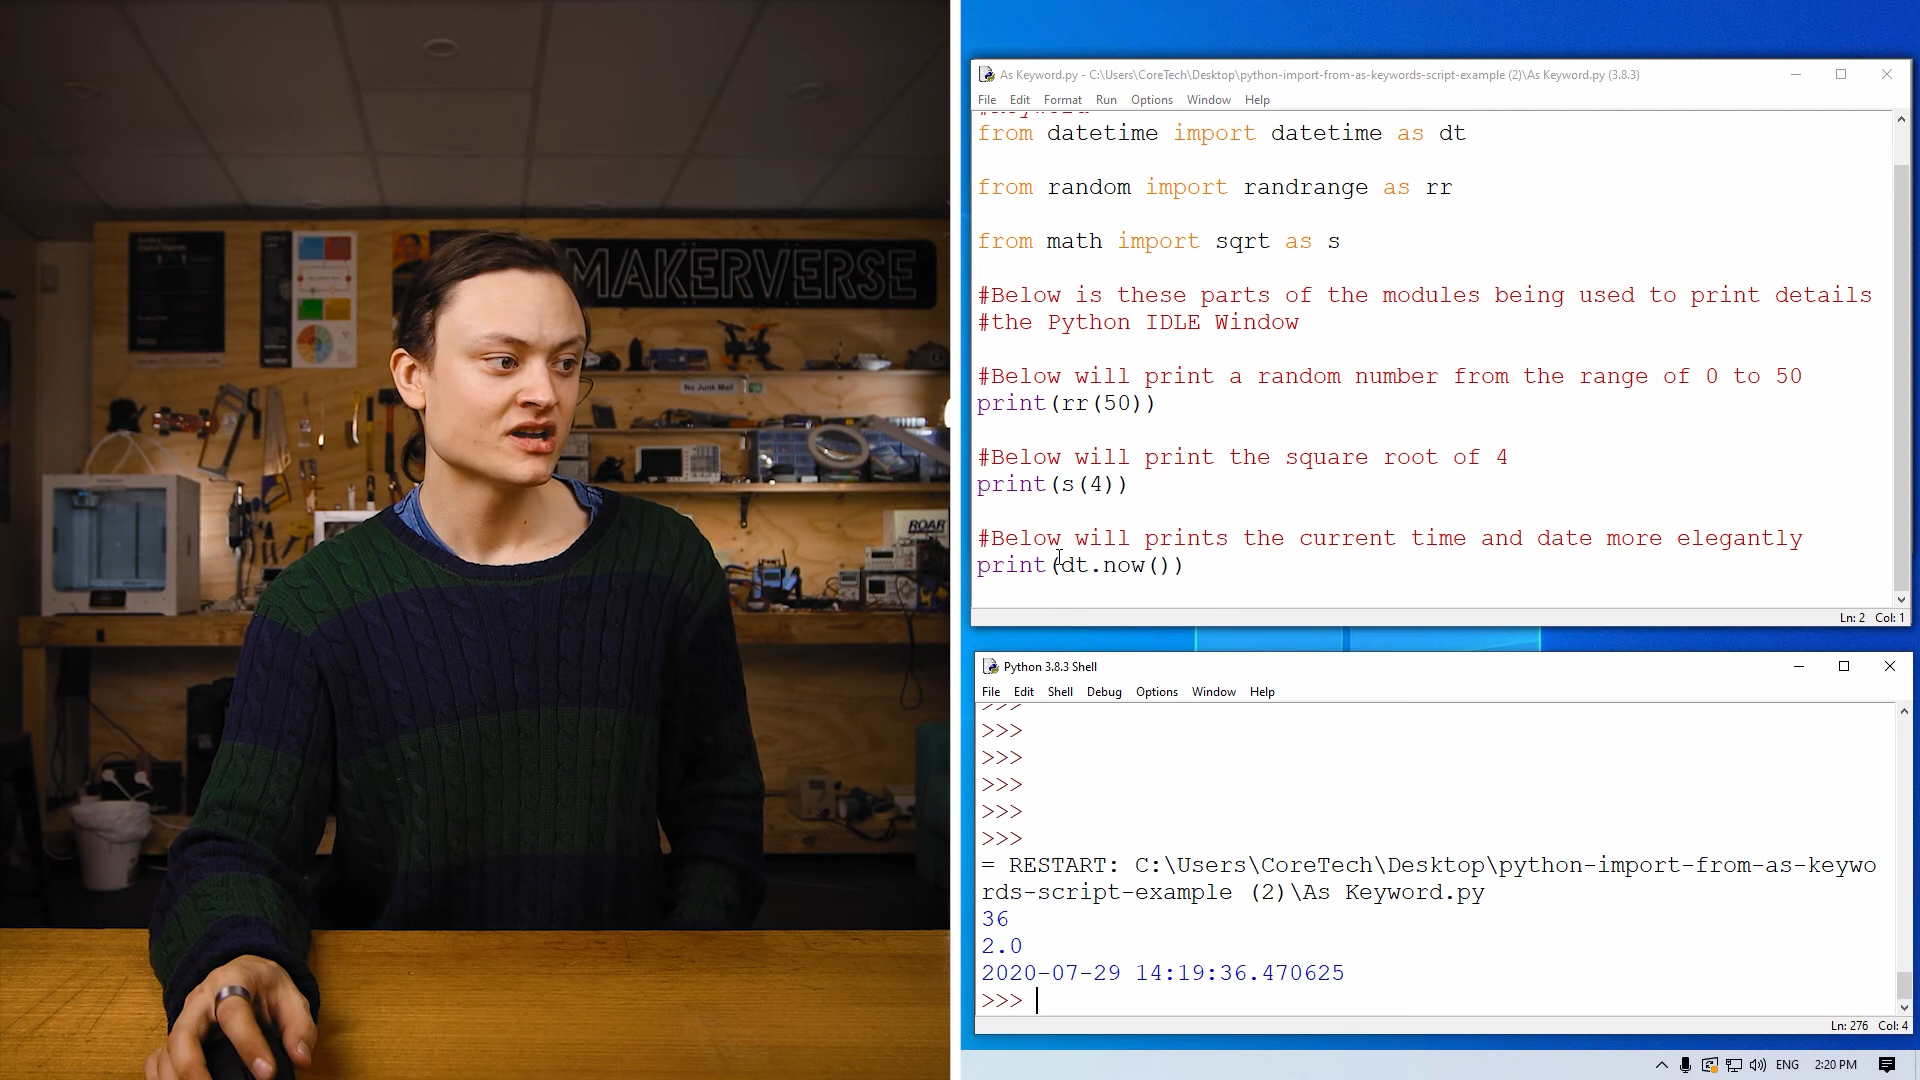 MAKERVERSE
No Junk Mail
ROAR
As Keyword.py - C:\Users\CoreTech\Desktop\python-import-from-as-keywords-script-example (2)\As Keyword.py (3.8.3)
File Edit Format Run Options Window Help
#Keyword
from datetime import datetime as dt
from random import randrange as rr
from math import sqrt as s
#Below is these parts of the modules being used to print details
#the Python IDLE Window
#Below will print a random number from the range of 0 to 50
print(rr(50))
#Below will print the square root of 4
print(s(4))
#Below will prints the current time and date more elegantly
print(dt.now())
Ln: 2 Col: 1
Python 3.8.3 Shell
File Edit Shell Debug Options Window Help
>>>
>>>
>>>
>>>
>>>
>>>
= RESTART: C:\Users\CoreTech\Desktop\python-import-from-as-keywo
rds-script-example (2)\As Keyword.py
36
2.0
2020-07-29 14:19:36.470625
>>>
Ln: 276 Col: 4
ENG 2:20 PM